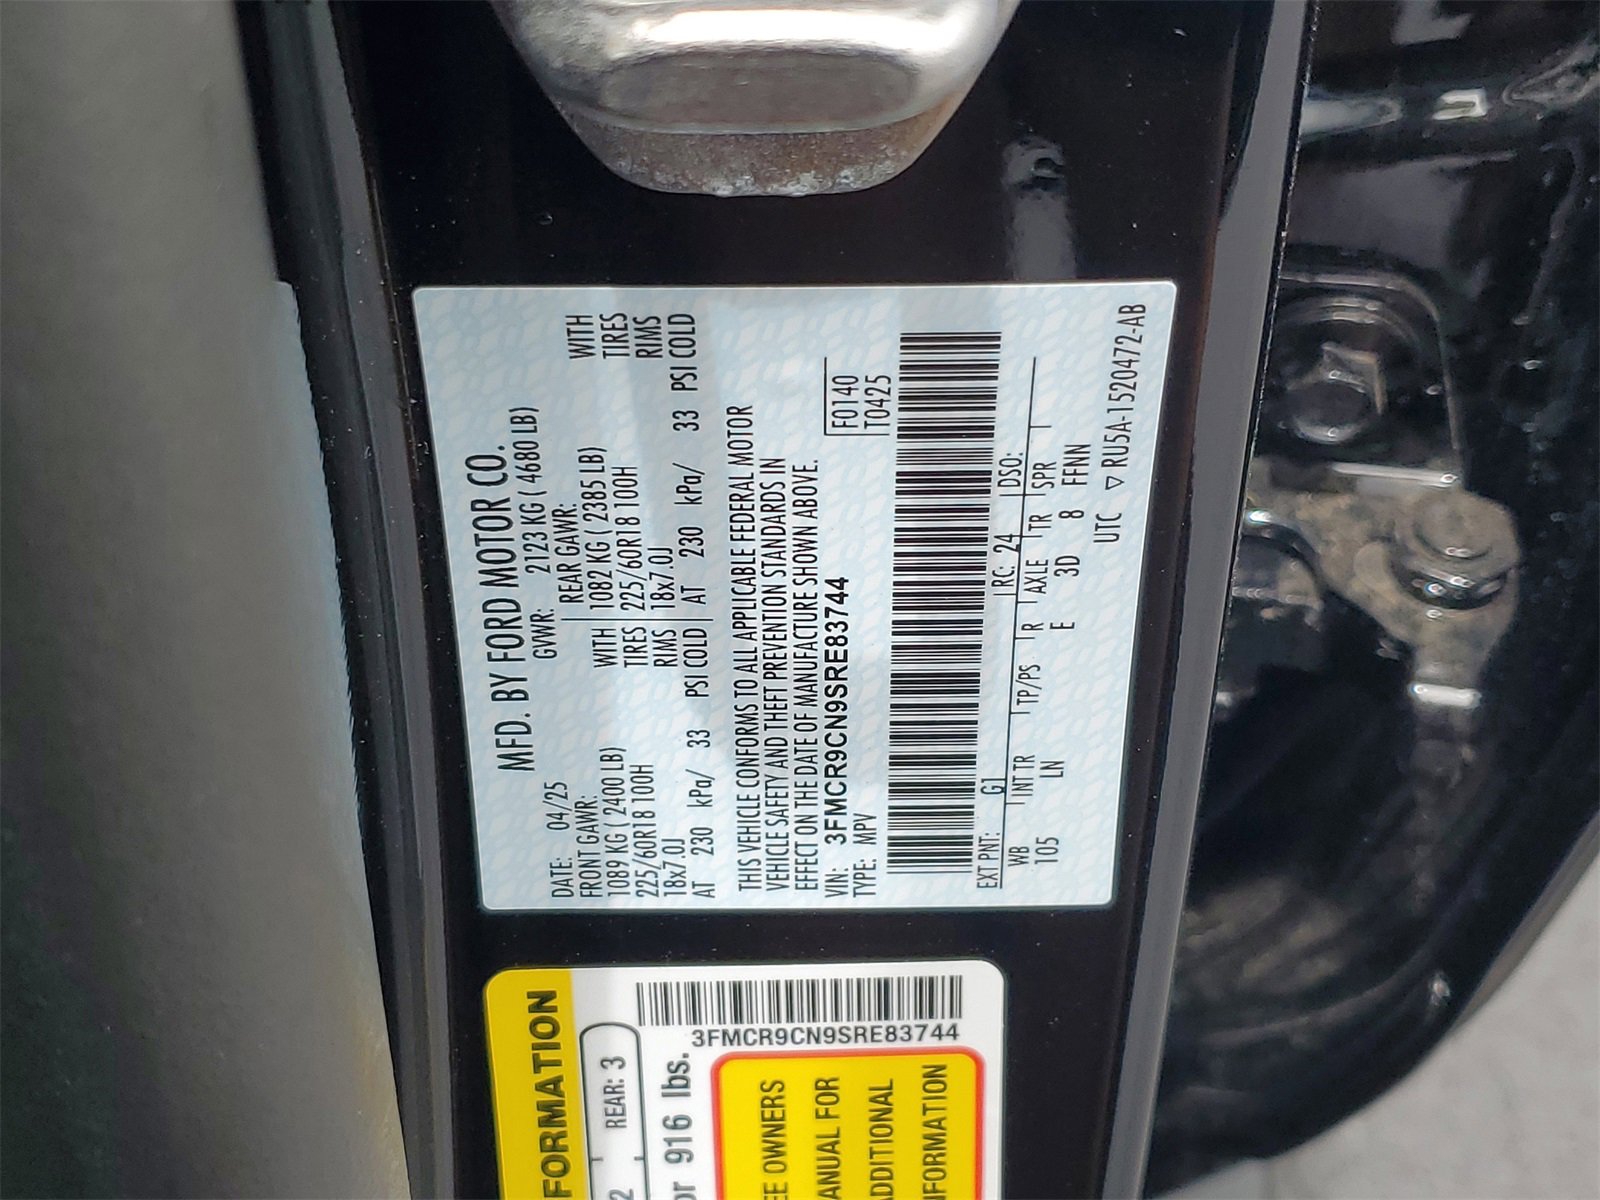 MFD. BY FORD MOTOR CO.
DATE: 04/25 GVWR: 2123 KG ( 4680 LB)
FRONT GAWR: REAR GAWR:
1089 KG ( 2400 LB) WITH 1082 KG ( 2385 LB) WITH
225/60R18 100H TIRES 225/60R18 100H TIRES
18x7.0J RIMS 18x7.0J RIMS
AT 230 kPa/ 33 PSI COLD AT 230 kPa/ 33 PSI COLD
THIS VEHICLE CONFORMS TO ALL APPLICABLE FEDERAL MOTOR
VEHICLE SAFETY AND THEFT PREVENTION STANDARDS IN
EFFECT ON THE DATE OF MANUFACTURE SHOWN ABOVE.
VIN: 3FMCR9CN9SRE83744 F0140
TYPE: MPV T0425
EXT PNT: G1 RC: 24 DSO:
WB INT TR TP/PS R AXLE TR SPR
105 LN E 3D 8 FFNN
UTC ▽ RU5A-1520472-AB
FORMATION
2 REAR: 3
or 916 lbs.
3FMCR9CN9SRE83744
EE OWNERS
ANUAL FOR
ADDITIONAL
NFORMATION